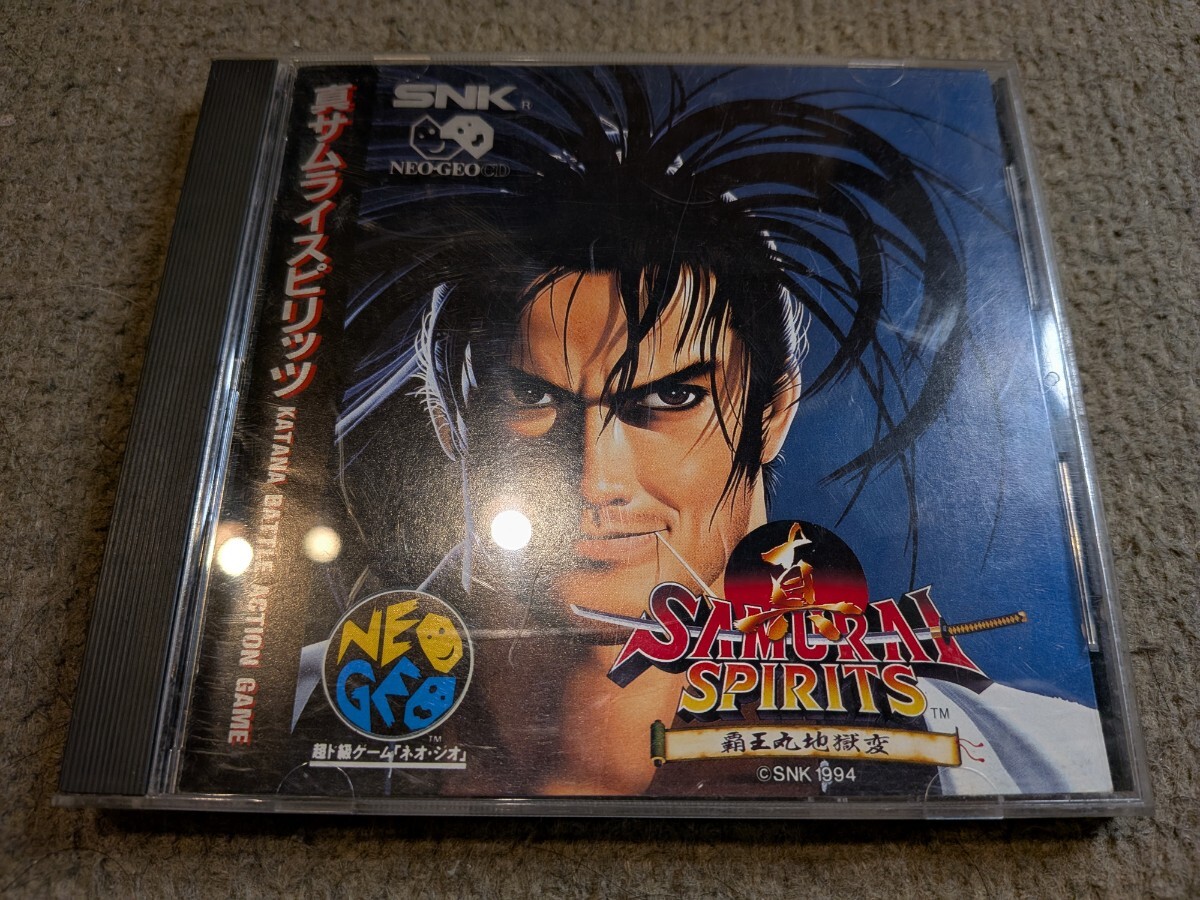 真サムライスピリッツ
KATANA BATTLE ACTION GAME
SNK®
NEO・GEO CD
NEO
GEO
TM
超ド級ゲーム「ネオ・ジオ」
真
SAMURAI
SPIRITS
TM
覇王丸地獄変
©SNK 1994